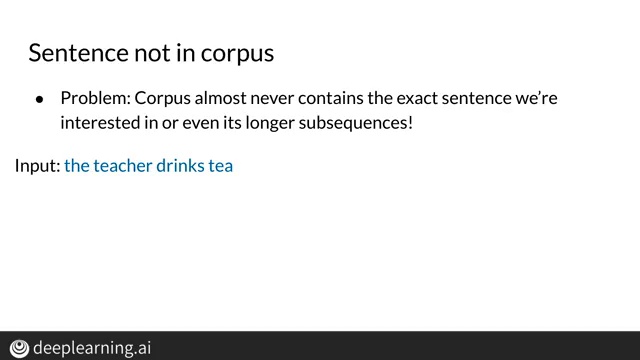 Sentence not in corpus
● Problem: Corpus almost never contains the exact sentence we’re
interested in or even its longer subsequences!
Input: the teacher drinks tea
deeplearning.ai